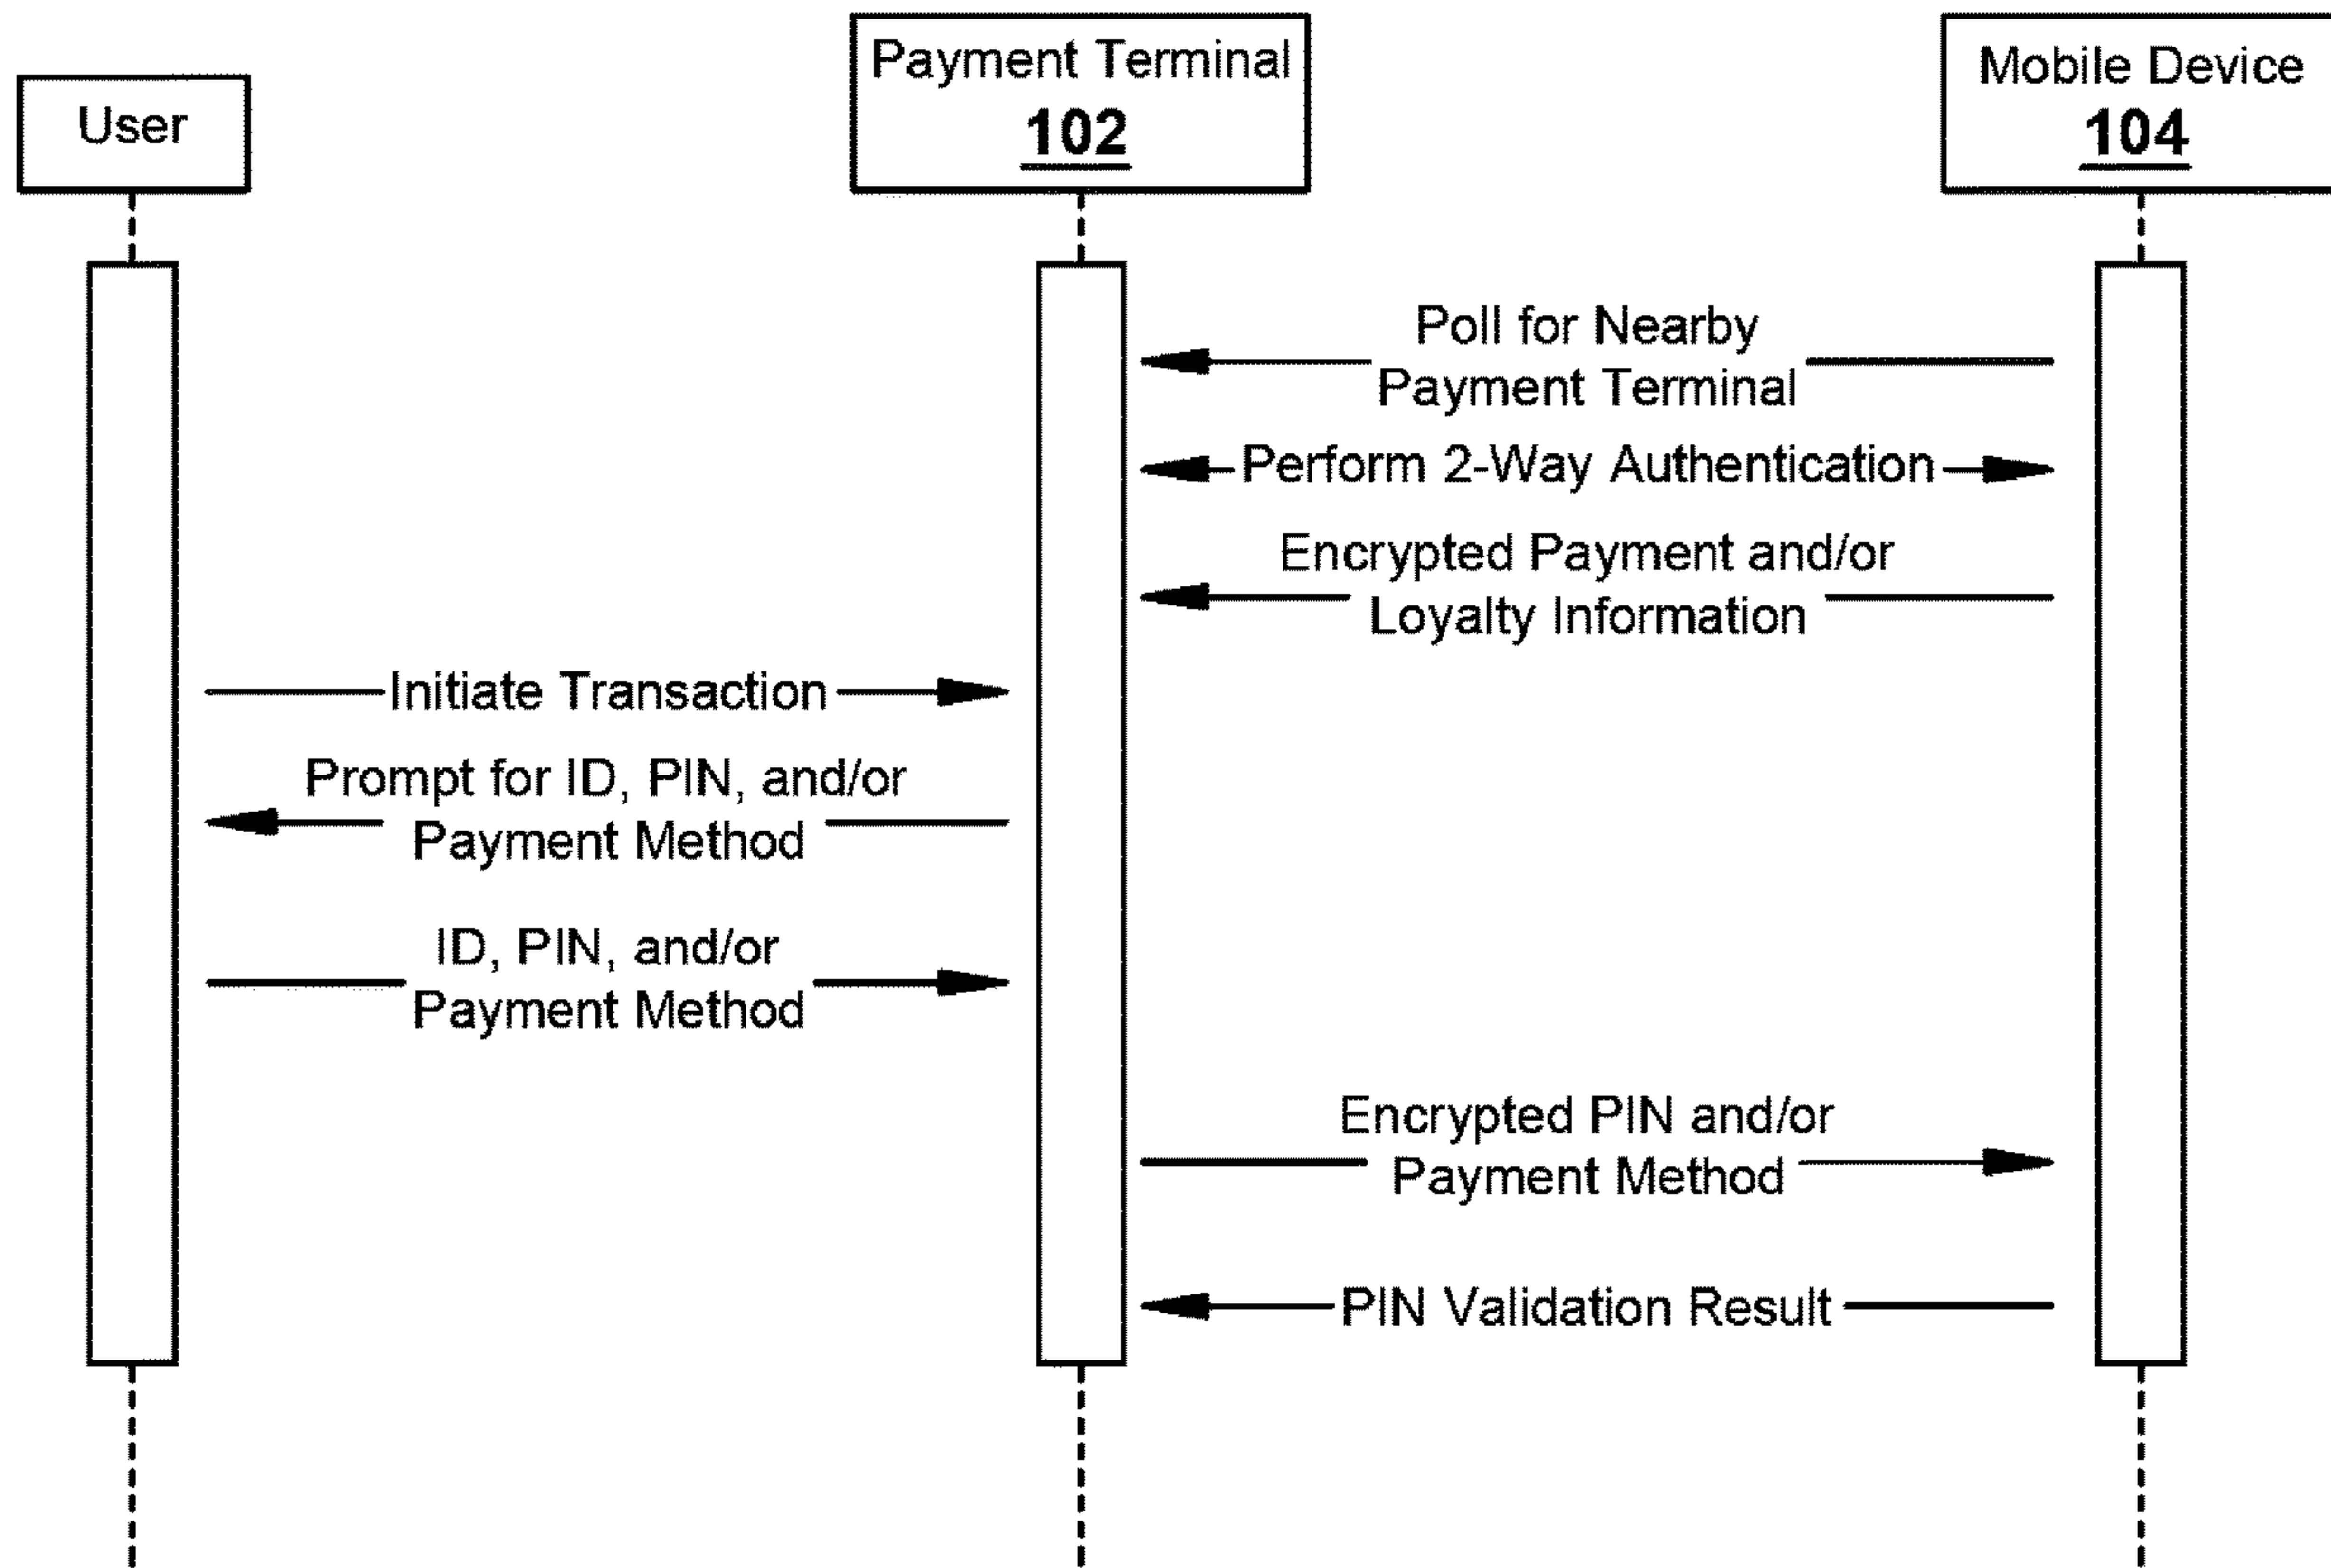 User
Payment Terminal
102
Mobile Device
104
Poll for Nearby
Payment Terminal
Perform 2-Way Authentication
Encrypted Payment and/or
Loyalty Information
Initiate Transaction
Prompt for ID, PIN, and/or
Payment Method
ID, PIN, and/or
Payment Method
Encrypted PIN and/or
Payment Method
PIN Validation Result